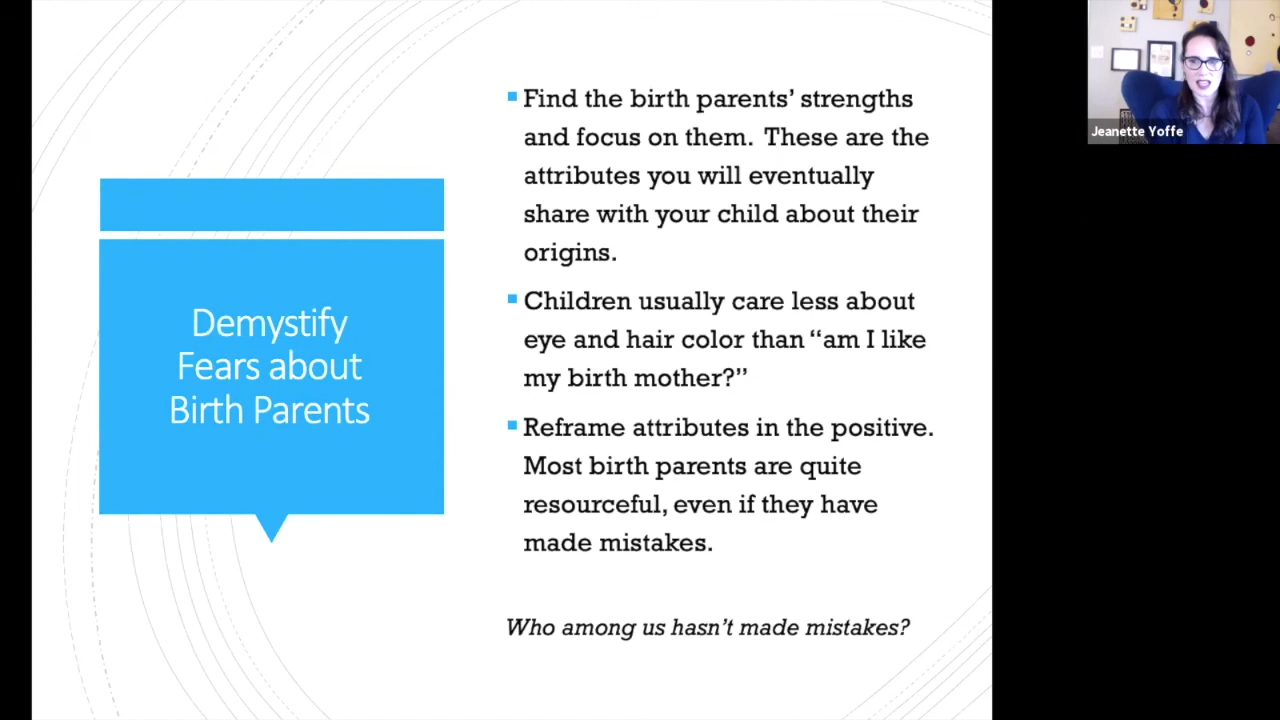 Demystify
Fears about
Birth Parents
Find the birth parents’ strengths
and focus on them. These are the
attributes you will eventually
share with your child about their
origins.
Children usually care less about
eye and hair color than “am I like
my birth mother?”
Reframe attributes in the positive.
Most birth parents are quite
resourceful, even if they have
made mistakes.
Who among us hasn’t made mistakes?
Jeanette Yoffe